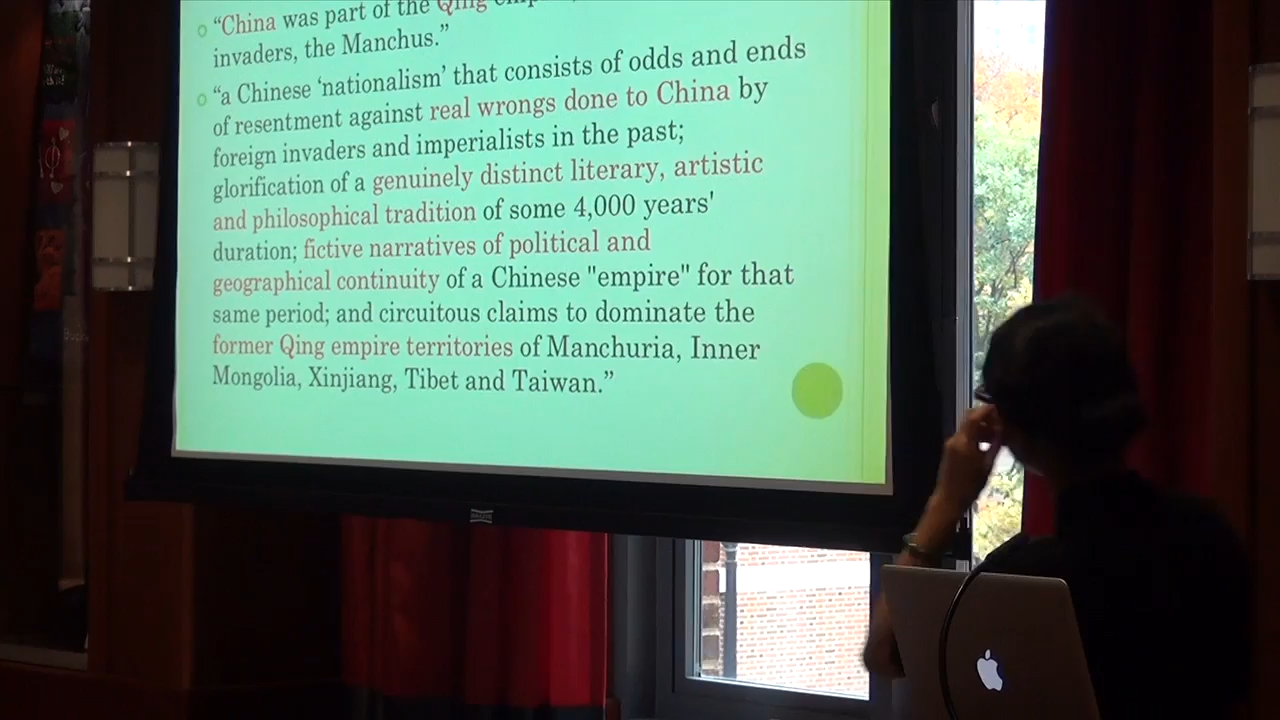 “China was part of the Qing
invaders, the Manchus.”
“a Chinese ‘nationalism’ that consists of odds and ends
of resentment against real wrongs done to China by
foreign invaders and imperialists in the past;
glorification of a genuinely distinct literary, artistic
and philosophical tradition of some 4,000 years'
duration; fictive narratives of political and
geographical continuity of a Chinese "empire" for that
same period; and circuitous claims to dominate the
former Qing empire territories of Manchuria, Inner
Mongolia, Xinjiang, Tibet and Taiwan.”